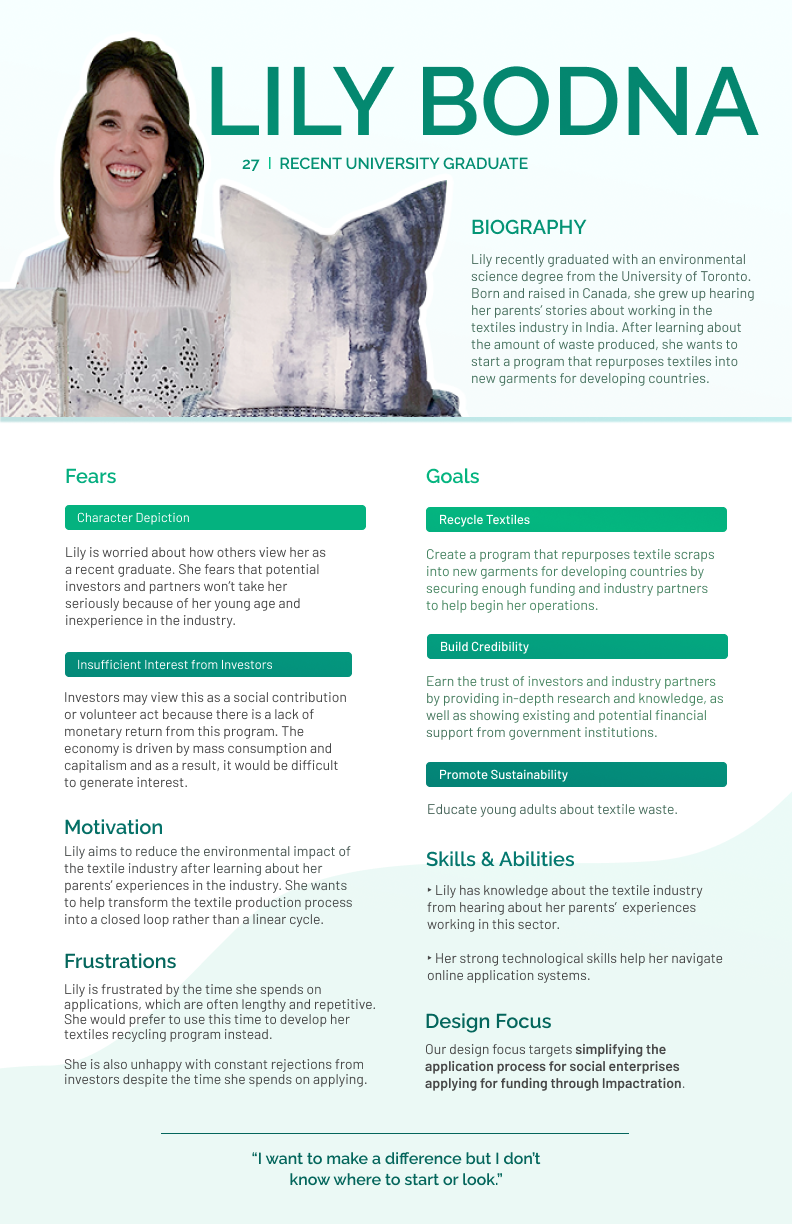 LILY BODNA
27 | RECENT UNIVERSITY GRADUATE
BIOGRAPHY
Lily recently graduated with an environmental
science degree from the University of Toronto.
Born and raised in Canada, she grew up hearing
her parents' stories about working in the
textiles industry in India. After learning about
the amount of waste produced, she wants to
start a program that repurposes textiles into
new garments for developing countries.
Fears
Character Depiction
Lily is worried about how others view her as
a recent graduate. She fears that potential
investors and partners won't take her
seriously because of her young age and
inexperience in the industry.
Insufficient Interest from Investors
Investors may view this as a social contribution
or volunteer act because there is a lack of
monetary return from this program. The
economy is driven by mass consumption and
capitalism and as a result, it would be difficult
to generate interest.
Motivation
Lily aims to reduce the environmental impact of
the textile industry after learning about her
parents' experiences in the industry. She wants
to help transform the textile production process
into a closed loop rather than a linear cycle.
Frustrations
Lily is frustrated by the time she spends on
applications, which are often lengthy and repetitive.
She would prefer to use this time to develop her
textiles recycling program instead.
She is also unhappy with constant rejections from
investors despite the time she spends on applying.
Goals
Recycle Textiles
Create a program that repurposes textile scraps
into new garments for developing countries by
securing enough funding and industry partners
to help begin her operations.
Build Credibility
Earn the trust of investors and industry partners
by providing in-depth research and knowledge, as
well as showing existing and potential financial
support from government institutions.
Promote Sustainability
Educate young adults about textile waste.
Skills & Abilities
‣ Lily has knowledge about the textile industry
from hearing about her parents' experiences
working in this sector.
‣ Her strong technological skills help her navigate
online application systems.
Design Focus
Our design focus targets simplifying the
application process for social enterprises
applying for funding through Impactration.
“I want to make a difference but I don't
know where to start or look.”